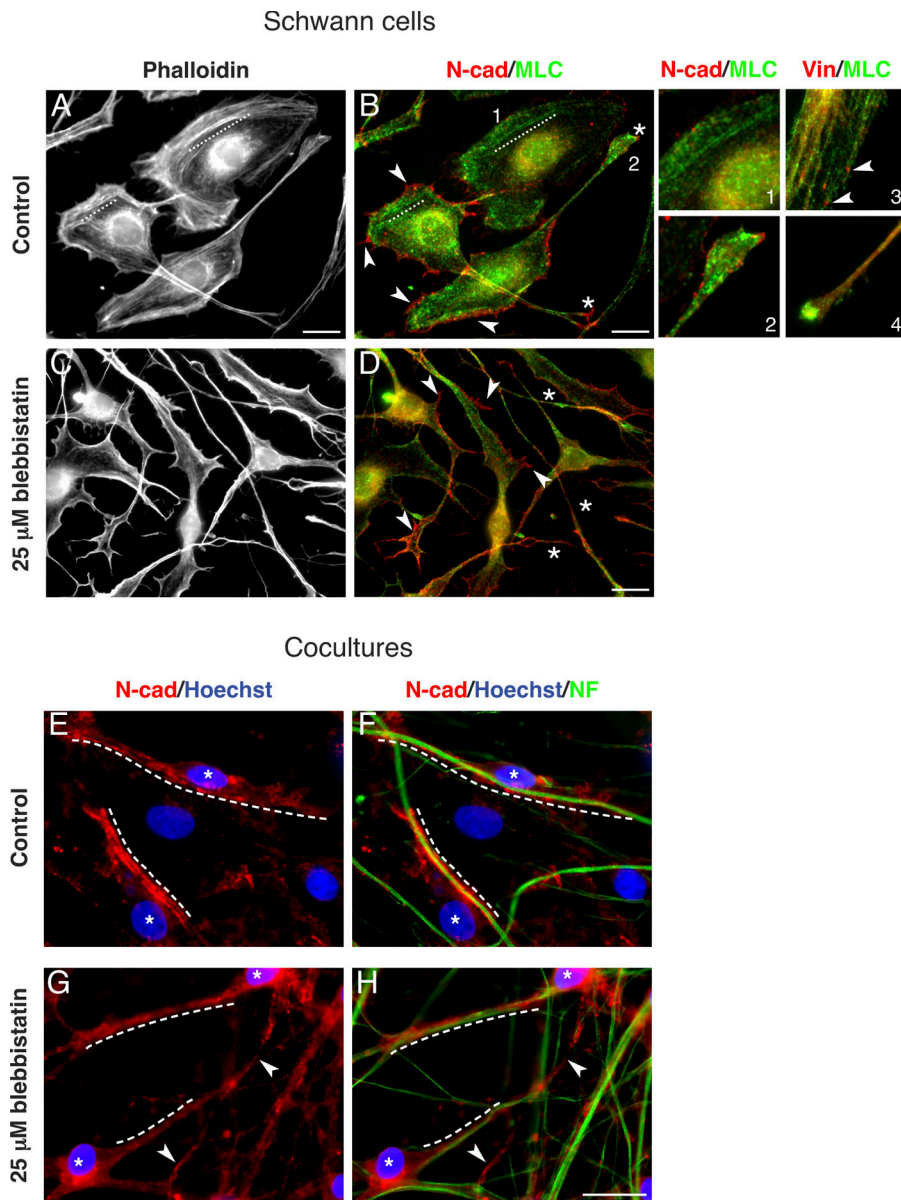 Schwann cells
Phalloidin
N-cad/MLC
N-cad/MLC
Vin/MLC
Control
A
B
1
*
2
*
1
3
2
4
25 µM blebbistatin
C
D
*
*
*
Cocultures
N-cad/Hoechst
N-cad/Hoechst/NF
Control
E
*
*
F
*
*
25 µM blebbistatin
G
*
*
H
*
*